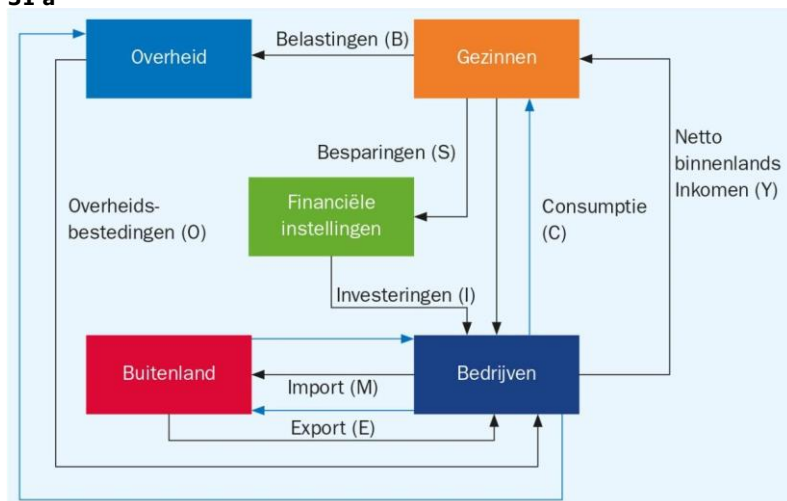 31 a
Overheid
Belastingen (B)
Gezinnen
Besparingen (S)
Netto
binnenlands
Inkomen (Y)
Financiële
instellingen
Overheids-
bestedingen (O)
Consumptie
(C)
Investeringen (I)
Buitenland
Import (M)
Bedrijven
Export (E)